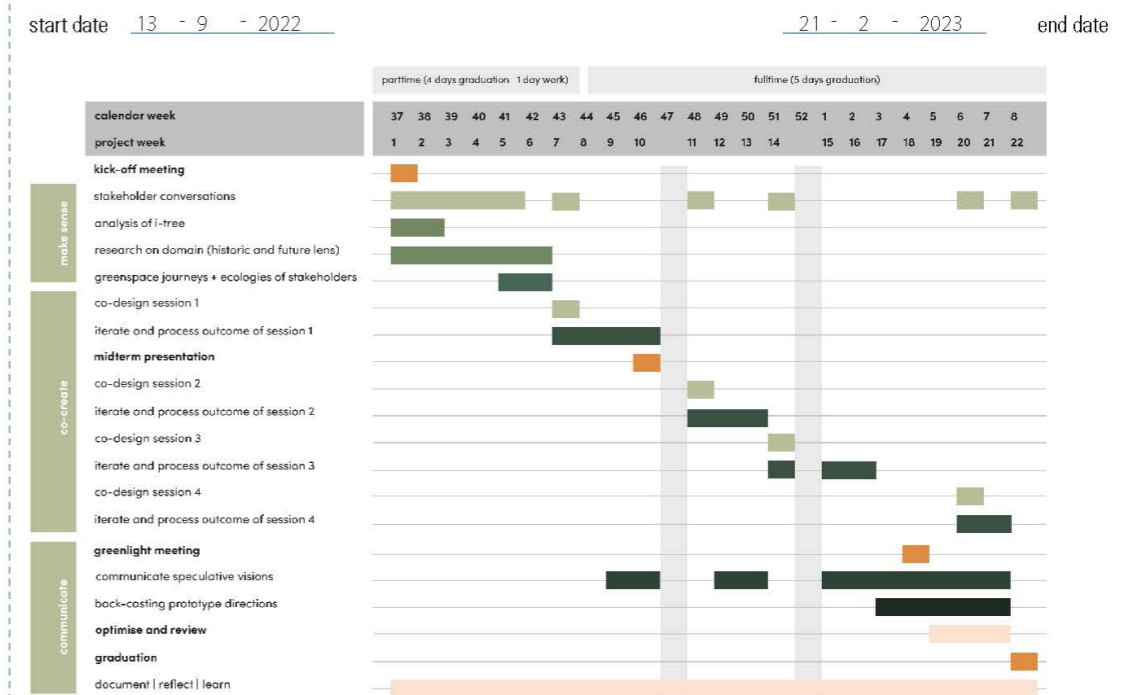 start date 13 - 9 - 2022 21 - 2 - 2023 end date
parttime (4 days graduation 1 day work) fulltime (5 days graduation)
calendar week 37 38 39 40 41 42 43 44 45 46 47 48 49 50 51 52 1 2 3 4 5 6 7 8
project week 1 2 3 4 5 6 7 8 9 10 11 12 13 14 15 16 17 18 19 20 21 22
kick-off meeting
make sense
stakeholder conversations
analysis of i-tree
research on domain (historic and future lens)
greenspace journeys + ecologies of stakeholders
co-create
co-design session 1
iterate and process outcome of session 1
midterm presentation
co-design session 2
iterate and process outcome of session 2
co-design session 3
iterate and process outcome of session 3
co-design session 4
iterate and process outcome of session 4
communicate
greenlight meeting
communicate speculative visions
back-casting prototype directions
optimise and review
graduation
document | reflect | learn